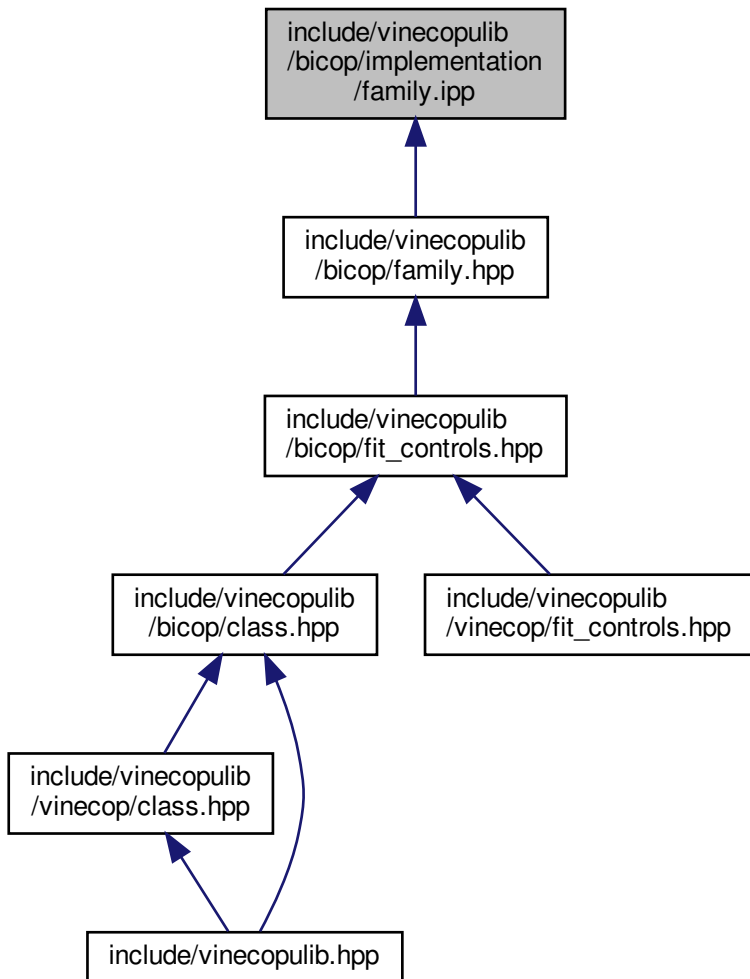 include/vinecopulib
/bicop/implementation
/family.ipp
include/vinecopulib
/bicop/family.hpp
include/vinecopulib
/bicop/fit_controls.hpp
include/vinecopulib
/bicop/class.hpp
include/vinecopulib
/vinecop/fit_controls.hpp
include/vinecopulib
/vinecop/class.hpp
include/vinecopulib.hpp